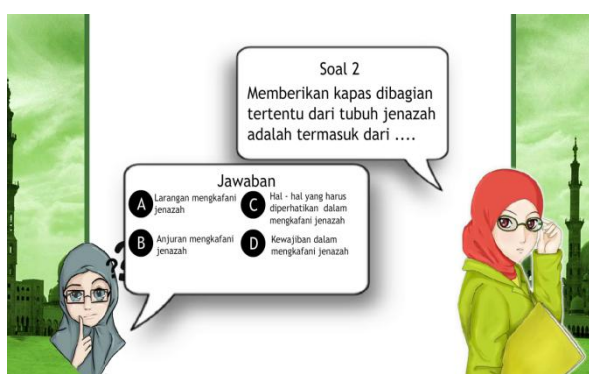 Soal 2
Memberikan kapas dibagian
tertentu dari tubuh jenazah
adalah termasuk dari ....
Jawaban
A Larangan mengkafani
jenazah
B Anjuran mengkafani
jenazah
C Hal - hal yang harus
diperhatikan dalam
mengkafani jenazah
D Kewajiban dalam
mengkafani jenazah
??